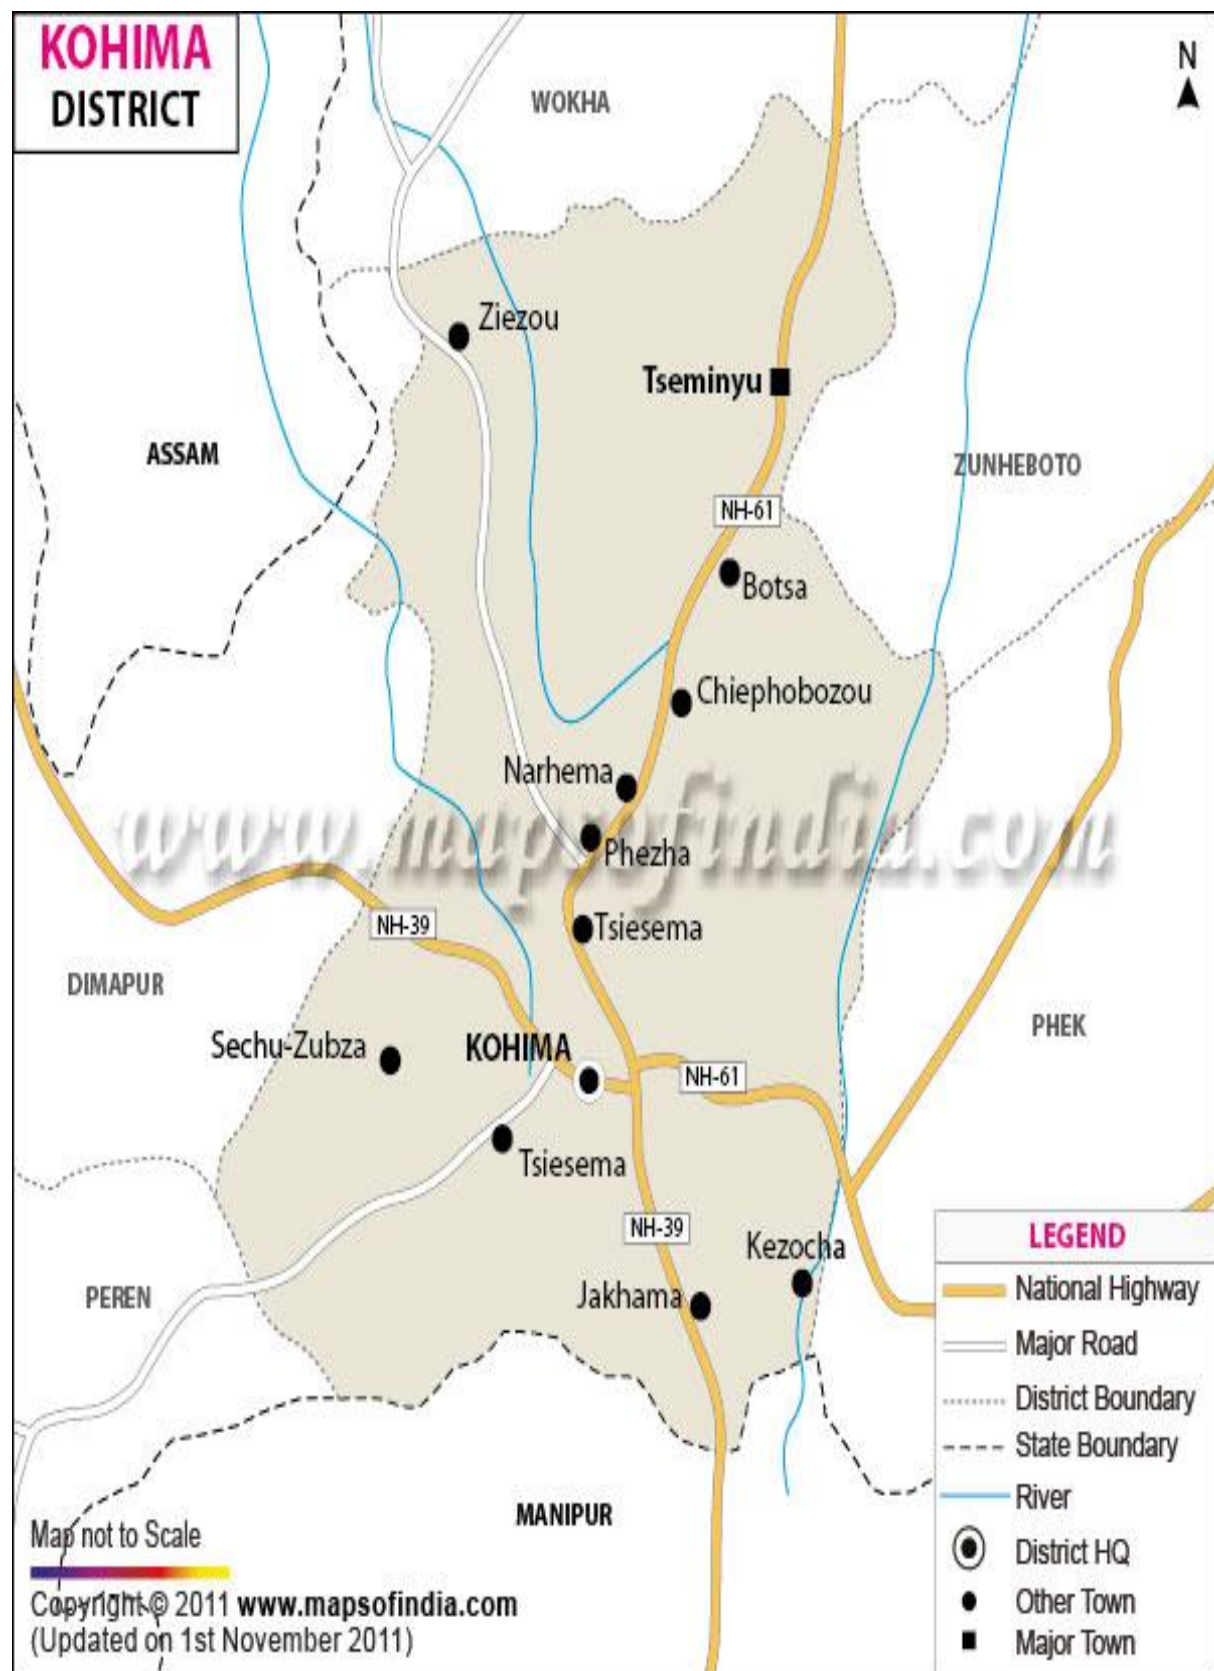 KOHIMA
DISTRICT
N
WOKHA
Ziezou
Tseminyu
ASSAM
ZUNHEBOTO
NH-61
Botsa
Chiephobozou
Narhema
www.mapsofindia.com
Phezha
NH-39
Tsiesema
DIMAPUR
PHEK
Sechu-Zubza
KOHIMA
NH-61
Tsiesema
NH-39
Kezocha
Jakhama
PEREN
MANIPUR
LEGEND
National Highway
Major Road
District Boundary
State Boundary
River
District HQ
Other Town
Major Town
Map not to Scale
Copyright © 2011 www.mapsofindia.com
(Updated on 1st November 2011)